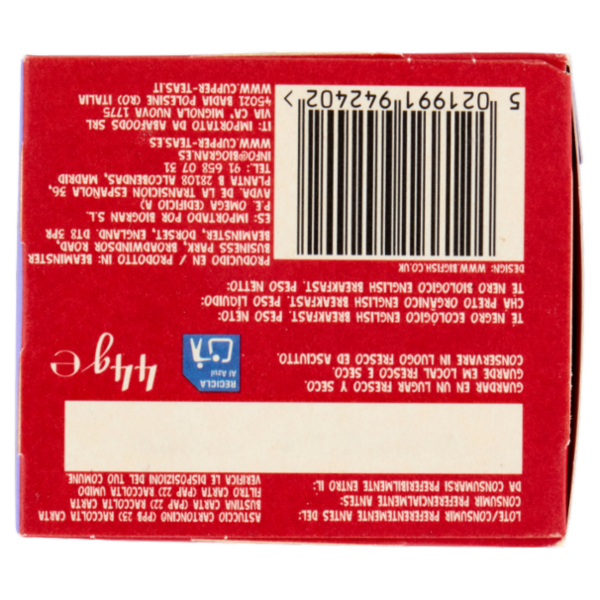 LOTE/CONSUMIR PREFERENTEMENTE ANTES DEL:
CONSUMIR PREFERENCIALMENTE ANTES:
DA CONSUMARSI PREFERIBILMENTE ENTRO IL:
ASTUCCIO CARTONCINO (PPB 23) RACCOLTA CARTA
BUSTINA CARTA (PAP 22) RACCOLTA CARTA
FILTRO CARTA (PAP 22) RACCOLTA UMIDO
VERIFICA LE DISPOSIZIONI DEL TUO COMUNE
GUARDAR EN UN LUGAR FRESCO Y SECO.
GUARDE EM LOCAL FRESCO E SECO.
CONSERVARE IN LUOGO FRESCO ED ASCIUTTO.
RECICLA
Al Azul
44g e
TÉ NEGRO ECOLÓGICO ENGLISH BREAKFAST. PESO NETO:
CHÁ PRETO ORGÂNICO ENGLISH BREAKFAST. PESO LÍQUIDO:
TÈ NERO BIOLOGICO ENGLISH BREAKFAST. PESO NETTO:
DESIGN: WWW.BIGFISH.CO.UK
5 021991 942402 >
PRODUCIDO EN / PRODOTTO IN: BEAMINSTER
BUSINESS PARK, BROADWINDSOR ROAD,
BEAMINSTER, DORSET, ENGLAND, DT8 3PR
ES: IMPORTADO POR BIOGRAN S.L
P.E. OMEGA (EDIFICIO A)
AVDA. DE LA TRANSICIÓN ESPAÑOLA 36,
PLANTA B 28108 ALCOBENDAS, MADRID
TEL: 91 658 07 31
INFO@BIOGRAN.ES
WWW.CUPPER-TEAS.ES
IT: IMPORTATO DA ABAFOODS SRL
VIA CA' MIGNOLA NUOVA 1775
45021 BADIA POLESINE (RO) ITALIA
WWW.CUPPER-TEAS.IT